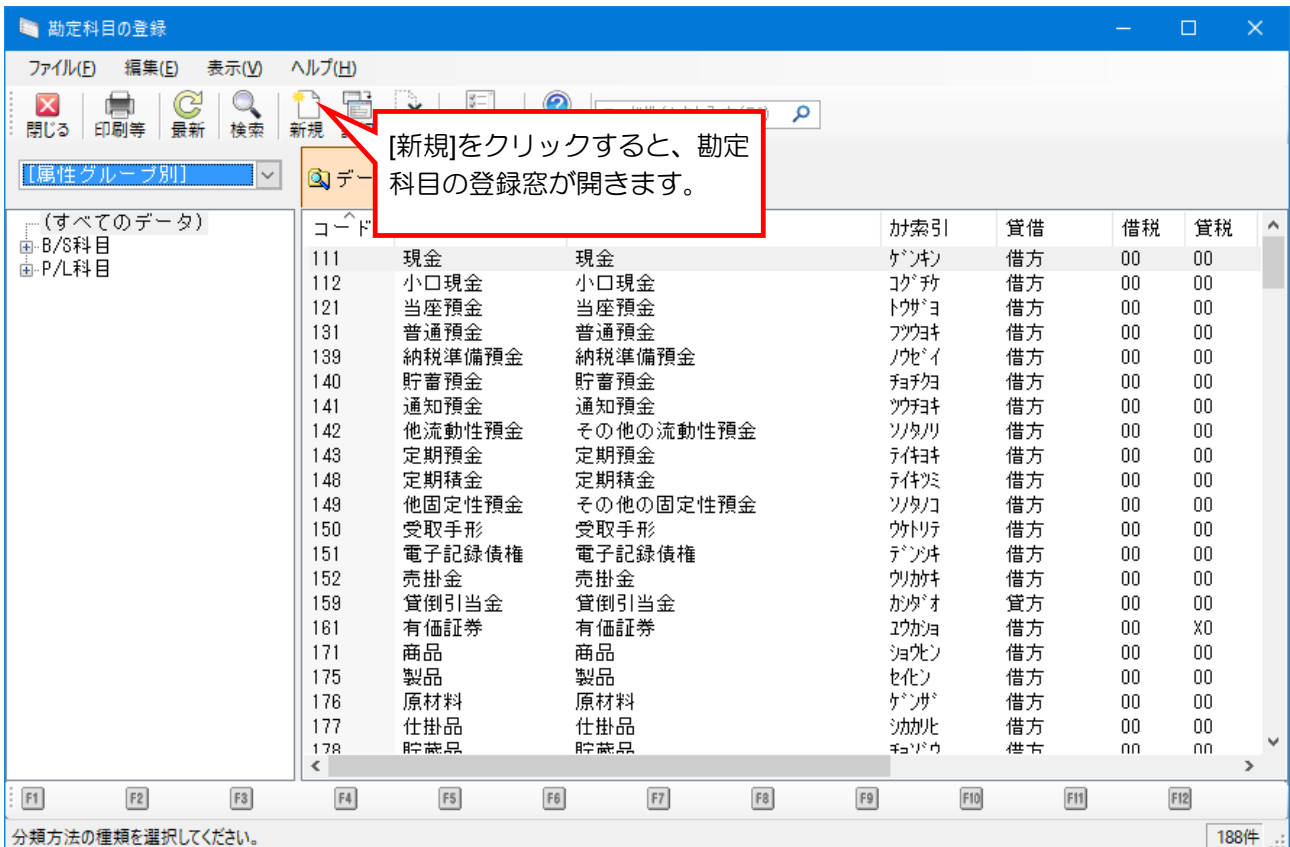 勘定科目の登録
ファイル(F) 編集(E) 表示(V) ヘルプ(H)
閉じる 印刷等 最新 検索 新規
[新規]をクリックすると、勘定
科目の登録窓が開きます。
[属性グループ別]
デー
(すべてのデータ)
B/S科目
P/L科目
コード ｶﾅ索引 貸借 借税 貸税
111 現金 現金 ｹﾞﾝｷﾝ 借方 00 00
112 小口現金 小口現金 ｺｸﾞﾁｹ 借方 00 00
121 当座預金 当座預金 ﾄｳｻﾞﾖ 借方 00 00
131 普通預金 普通預金 ﾌﾂｳﾖｷ 借方 00 00
139 納税準備預金 納税準備預金 ﾉｳｾﾞｲ 借方 00 00
140 貯蓄預金 貯蓄預金 ﾁｮﾁｸﾖ 借方 00 00
141 通知預金 通知預金 ﾂｳﾁﾖｷ 借方 00 00
142 他流動性預金 その他の流動性預金 ｿﾉﾀﾉﾘ 借方 00 00
143 定期預金 定期預金 ﾃｲｷﾖｷ 借方 00 00
148 定期積金 定期積金 ﾃｲｷﾂﾐ 借方 00 00
149 他固定性預金 その他の固定性預金 ｿﾉﾀﾉｺ 借方 00 00
150 受取手形 受取手形 ｳｹﾄﾘﾃ 借方 00 00
151 電子記録債権 電子記録債権 ﾃﾞﾝｼｷ 借方 00 00
152 売掛金 売掛金 ｳﾘｶｹｷ 借方 00 00
159 貸倒引当金 貸倒引当金 ｶｼﾀﾞｵ 貸方 00 00
161 有価証券 有価証券 ﾕｳｶｼｮ 借方 00 X0
171 商品 商品 ｼｮｳﾋﾝ 借方 00 00
175 製品 製品 ｾｲﾋﾝ 借方 00 00
176 原材料 原材料 ｹﾞﾝｻﾞ 借方 00 00
177 仕掛品 仕掛品 ｼｶｶﾘﾋ 借方 00 00
178 貯蔵品 貯蔵品 ﾁｮｿﾞｳ 借方 00 00
F1 F2 F3 F4 F5 F6 F7 F8 F9 F10 F11 F12
分類方法の種類を選択してください。 188件